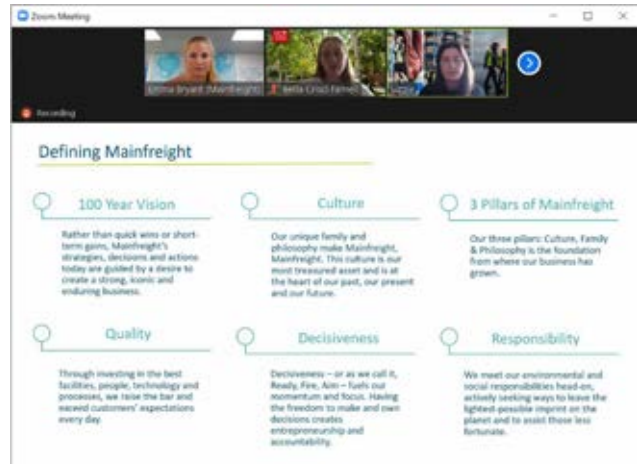 Zoom Meeting
Emma Bryant (Mainfreight)
Bella Croci Farnell
Recording
Defining Mainfreight
100 Year Vision
Rather than quick wins or short-
term gains, Mainfreight's
strategies, decisions and actions
today are guided by a desire to
create a strong, iconic and
enduring business.
Culture
Our unique family and
philosophy make Mainfreight,
Mainfreight. This culture is our
most treasured asset and is at
the heart of our past, our present
and our future.
3 Pillars of Mainfreight
Our three pillars: Culture, Family
& Philosophy is the foundation
from where our business has
grown.
Quality
Through investing in the best
facilities, people, technology and
processes, we raise the bar and
exceed customers' expectations
every day.
Decisiveness
Decisiveness – or as we call it,
Ready, Fire, Aim – fuels our
momentum and focus. Having
the freedom to make and own
decisions creates
entrepreneurship and
accountability.
Responsibility
We meet our environmental and
social responsibilities head-on,
actively seeking ways to leave the
lightest-possible imprint on the
planet and to assist those less
fortunate.